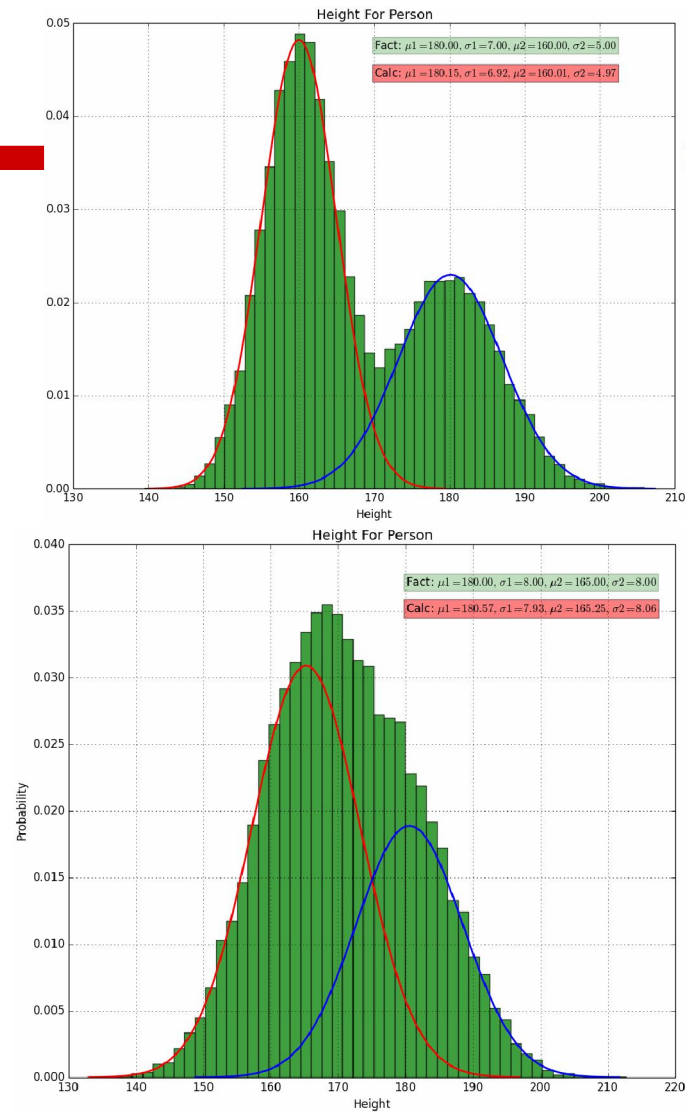 Height For Person
Fact: μ1=180.00, σ1=7.00, μ2=160.00, σ2=5.00
Calc: μ1=180.15, σ1=6.92, μ2=160.01, σ2=4.97
0.05
0.04
0.03
0.02
0.01
0.00
130 140 150 160 170 180 190 200 210
Height
Height For Person
Fact: μ1=180.00, σ1=8.00, μ2=165.00, σ2=8.00
Calc: μ1=180.57, σ1=7.93, μ2=165.25, σ2=8.06
0.040
0.035
0.030
0.025
0.020
0.015
0.010
0.005
0.000
Probability
130 140 150 160 170 180 190 200 210 220
Height